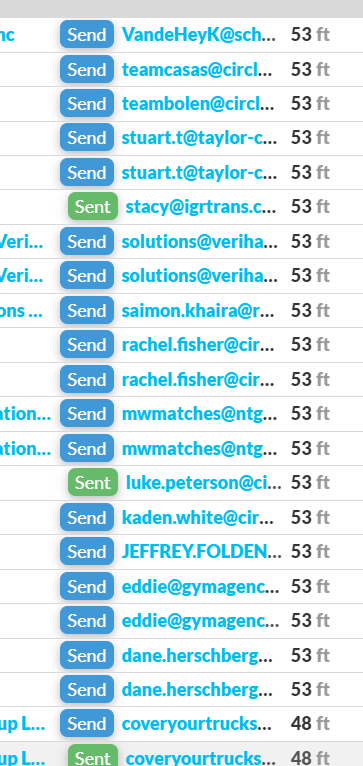 nc Send VandeHeyK@sch... 53 ft
Send teamcasas@circl... 53 ft
Send teambolen@circl... 53 ft
Send stuart.t@taylor-c... 53 ft
Send stuart.t@taylor-c... 53 ft
Sent stacy@igrtrans.c... 53 ft
Veri... Send solutions@veriha... 53 ft
Veri... Send solutions@veriha... 53 ft
ons ... Send saimon.khaira@r... 53 ft
Send rachel.fisher@cir... 53 ft
Send rachel.fisher@cir... 53 ft
ation... Send mwmatches@ntg... 53 ft
ation... Send mwmatches@ntg... 53 ft
Sent luke.peterson@ci... 53 ft
Send kaden.white@cir... 53 ft
Send JEFFREY.FOLDEN... 53 ft
Send eddie@gymagenc... 53 ft
Send eddie@gymagenc... 53 ft
Send dane.herschberg... 53 ft
Send dane.herschberg... 53 ft
up L... Send coveryourtrucks... 48 ft
up L... Sent coveryourtrucks... 48 ft